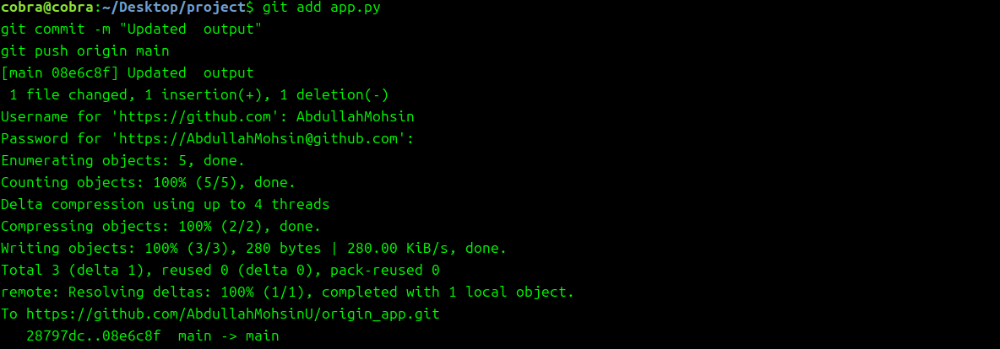 cobra@cobra:~/Desktop/project$ git add app.py
git commit -m "Updated  output"
git push origin main
[main 08e6c8f] Updated  output
 1 file changed, 1 insertion(+), 1 deletion(-)
Username for 'https://github.com': AbdullahMohsin
Password for 'https://AbdullahMohsin@github.com':
Enumerating objects: 5, done.
Counting objects: 100% (5/5), done.
Delta compression using up to 4 threads
Compressing objects: 100% (2/2), done.
Writing objects: 100% (3/3), 280 bytes | 280.00 KiB/s, done.
Total 3 (delta 1), reused 0 (delta 0), pack-reused 0
remote: Resolving deltas: 100% (1/1), completed with 1 local object.
To https://github.com/AbdullahMohsinU/origin_app.git
   28797dc..08e6c8f  main -> main